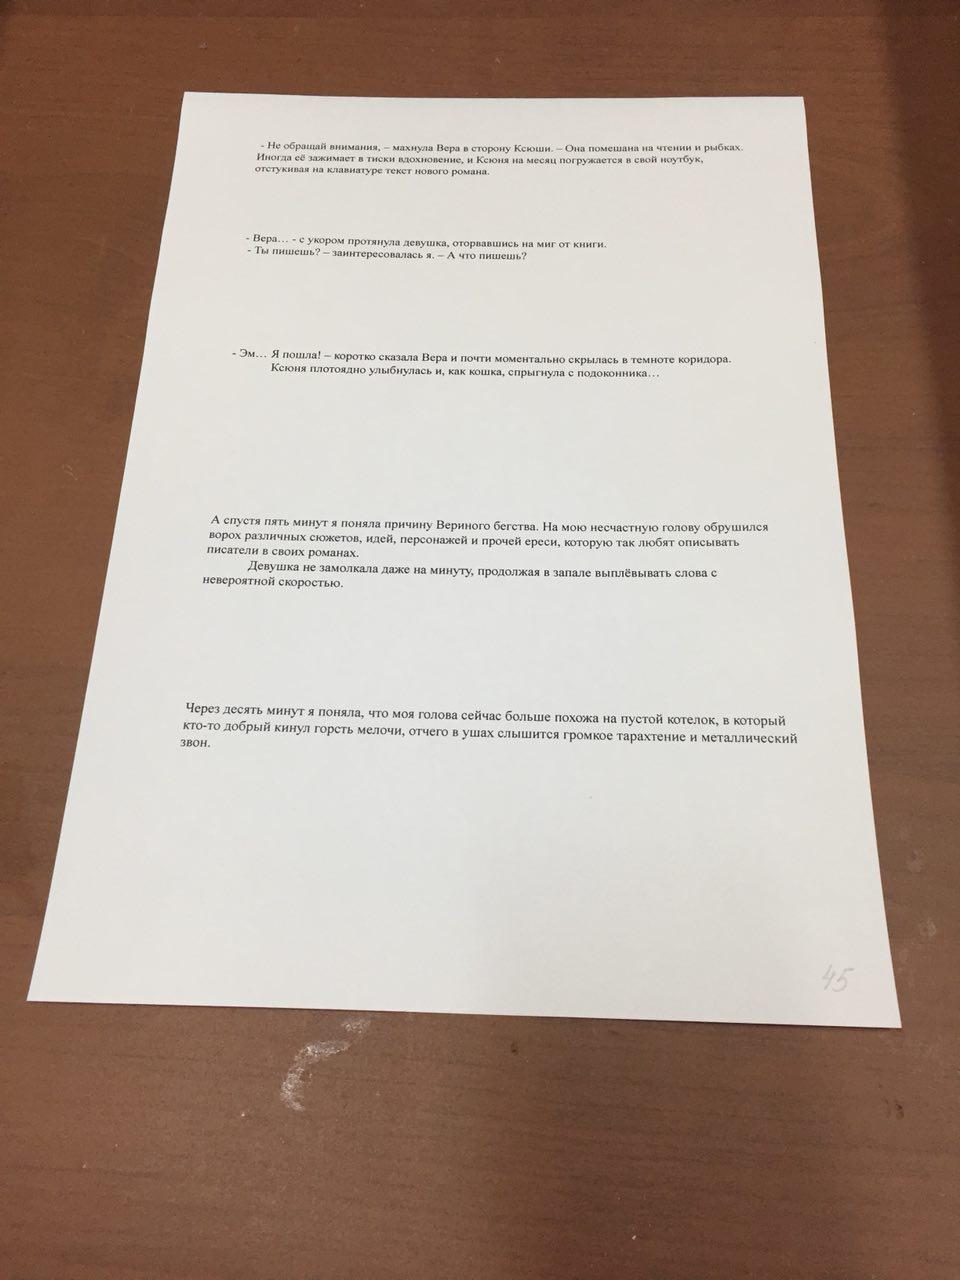 - Не обращай внимания, – махнула Вера в сторону Ксюши. – Она помешана на чтении и рыбках.
Иногда её зажимает в тиски вдохновение, и Ксюня на месяц погружается в свой ноутбук,
отстукивая на клавиатуре текст нового романа.
- Вера… - с укором протянула девушка, оторвавшись на миг от книги.
- Ты пишешь? – заинтересовалась я. – А что пишешь?
- Эм… Я пошла! – коротко сказала Вера и почти моментально скрылась в темноте коридора.
Ксюня плотоядно улыбнулась и, как кошка, спрыгнула с подоконника…
А спустя пять минут я поняла причину Вериного бегства. На мою несчастную голову обрушился
ворох различных сюжетов, идей, персонажей и прочей ереси, которую так любят описывать
писатели в своих романах.
Девушка не замолкала даже на минуту, продолжая в запале выплёвывать слова с
невероятной скоростью.
Через десять минут я поняла, что моя голова сейчас больше похожа на пустой котелок, в который
кто-то добрый кинул горсть мелочи, отчего в ушах слышится громкое тарахтение и металлический
звон.
45